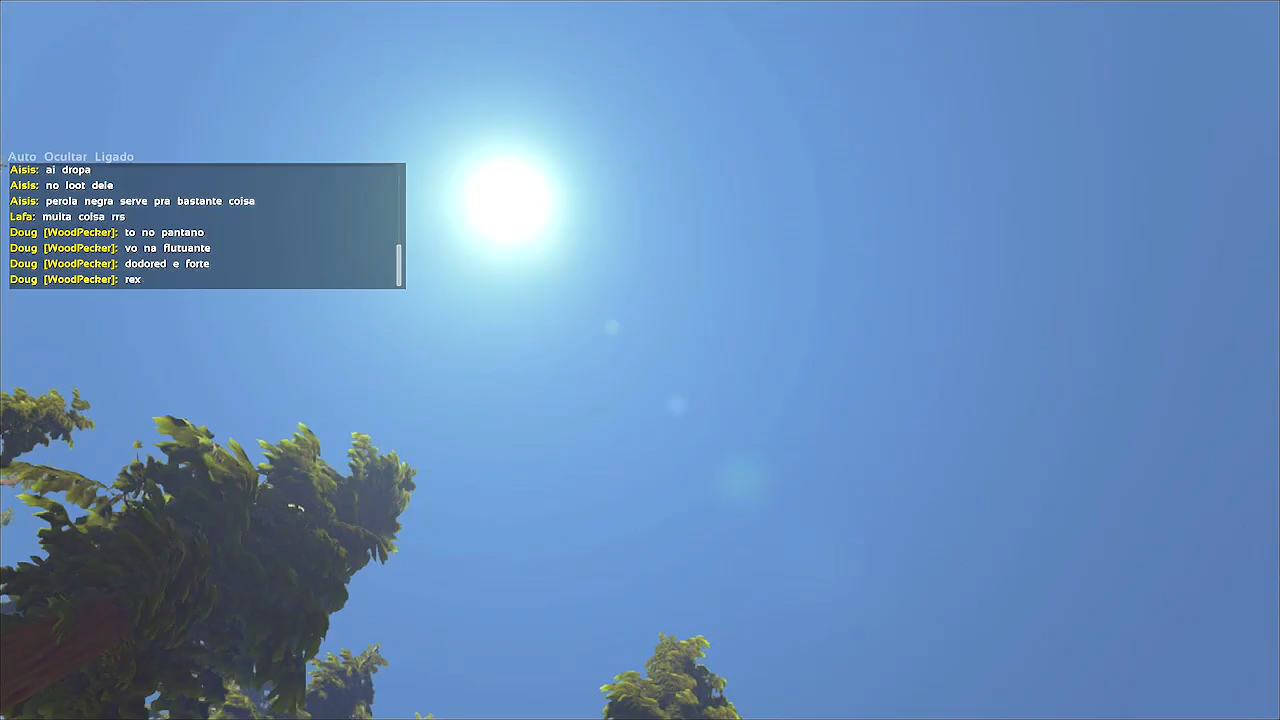 Auto Ocultar Ligado
Aisis: ai dropa
Aisis: no loot dele
Aisis: perola negra serve pra bastante coisa
Lafa: muita coisa rrs
Doug [WoodPecker]: to no pantano
Doug [WoodPecker]: vo na flutuante
Doug [WoodPecker]: dodored e forte
Doug [WoodPecker]: rex